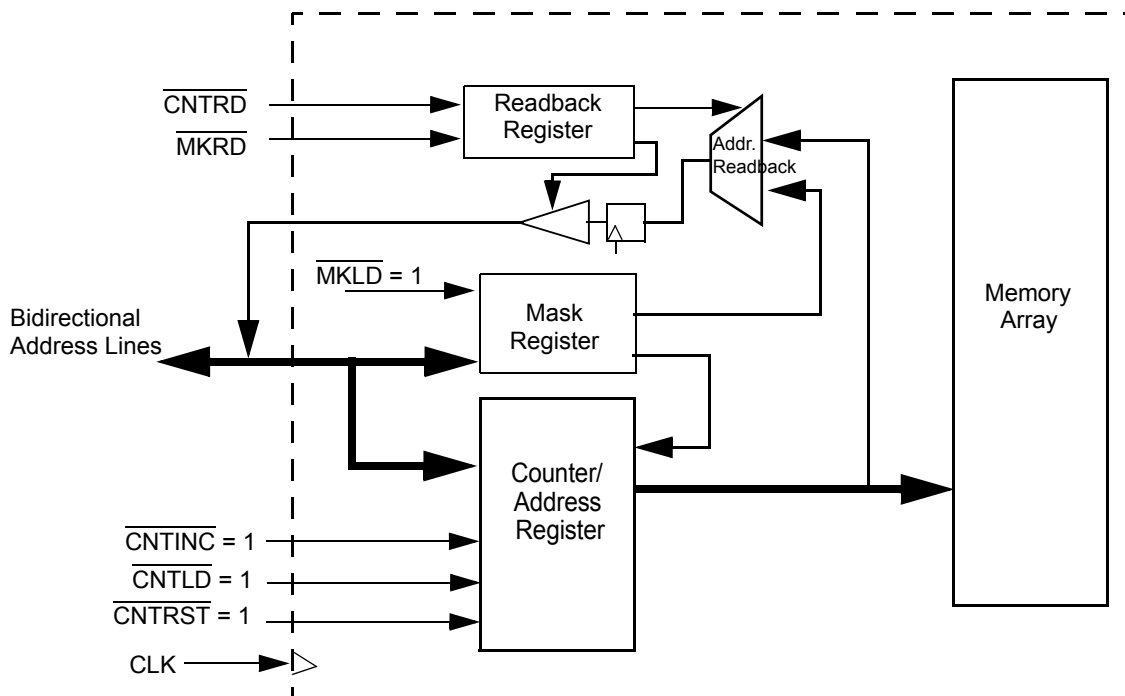 CNTRD
MKRD
Readback
Register
Addr.
Readback
MKLD = 1
Mask
Register
Memory
Array
Bidirectional
Address Lines
Counter/
Address
Register
CNTINC = 1
CNTLD = 1
CNTRST = 1
CLK